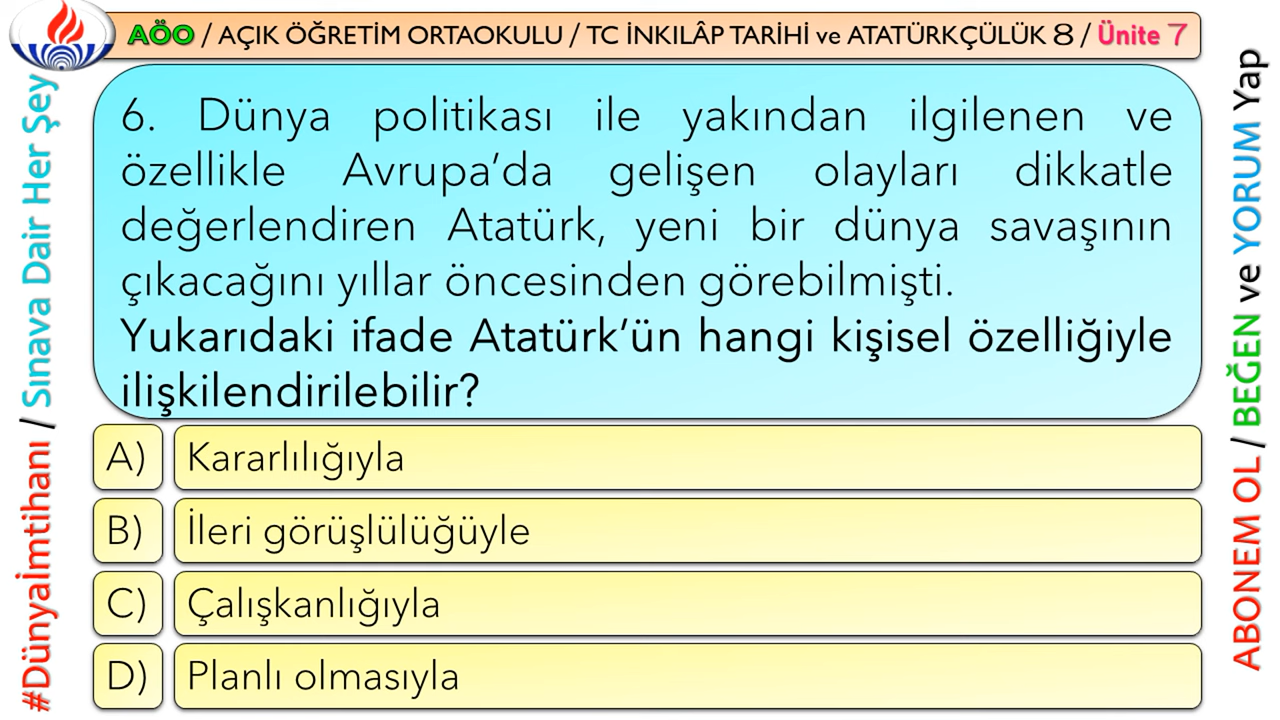 AÖO / AÇIK ÖĞRETİM ORTAOKULU / TC İNKILÂP TARİHİ ve ATATÜRKÇÜLÜK 8 / Ünite 7
#Dünyaimtihanı / Sınava Dair Her Şey
6. Dünya politikası ile yakından ilgilenen ve
özellikle Avrupa’da gelişen olayları dikkatle
değerlendiren Atatürk, yeni bir dünya savaşının
çıkacağını yıllar öncesinden görebilmişti.
Yukarıdaki ifade Atatürk’ün hangi kişisel özelliğiyle
ilişkilendirilebilir?
A) Kararlılığıyla
B) İleri görüşlülüğüyle
C) Çalışkanlığıyla
D) Planlı olmasıyla
ABONEM OL / BEĞEN ve YORUM Yap